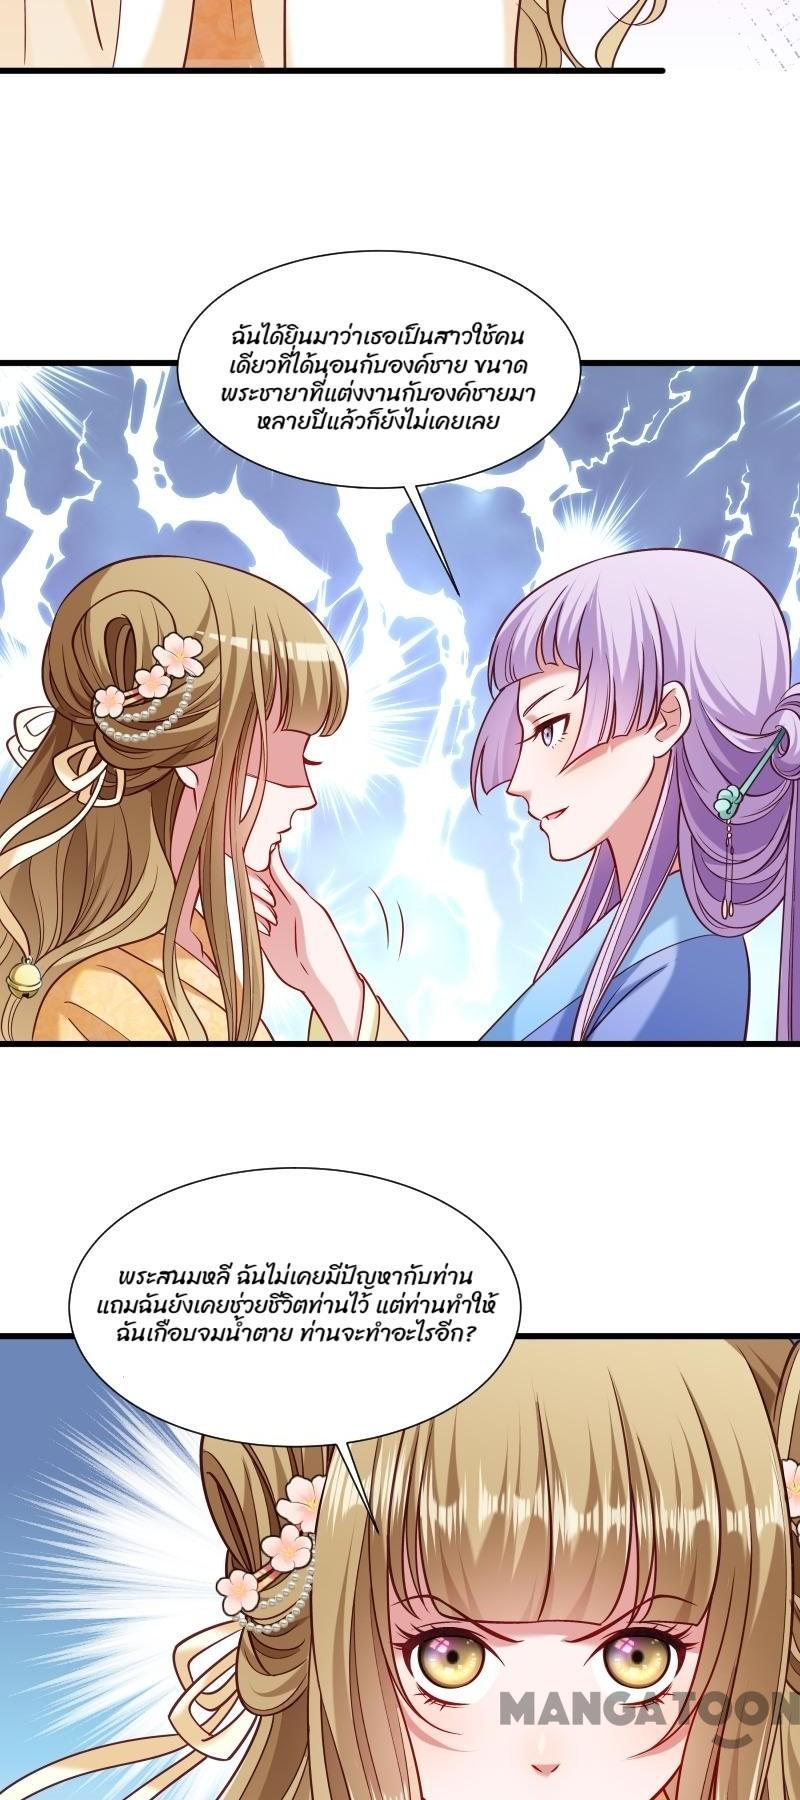 ฉันได้ยินมาว่าเธอเป็นสาวใช้คน
เดียวที่ได้นอนกับองค์ชาย ขนาด
พระชายาที่แต่งงานกับองค์ชายมา
หลายปีแล้วก็ยังไม่เคยเลย
พระสนมหลี ฉันไม่เคยมีปัญหากับท่าน
แถมฉันยังเคยช่วยชีวิตท่านไว้ แต่ท่านทำให้
ฉันเกือบจมน้ำตาย ท่านจะทำอะไรอีก?
MANGATOON